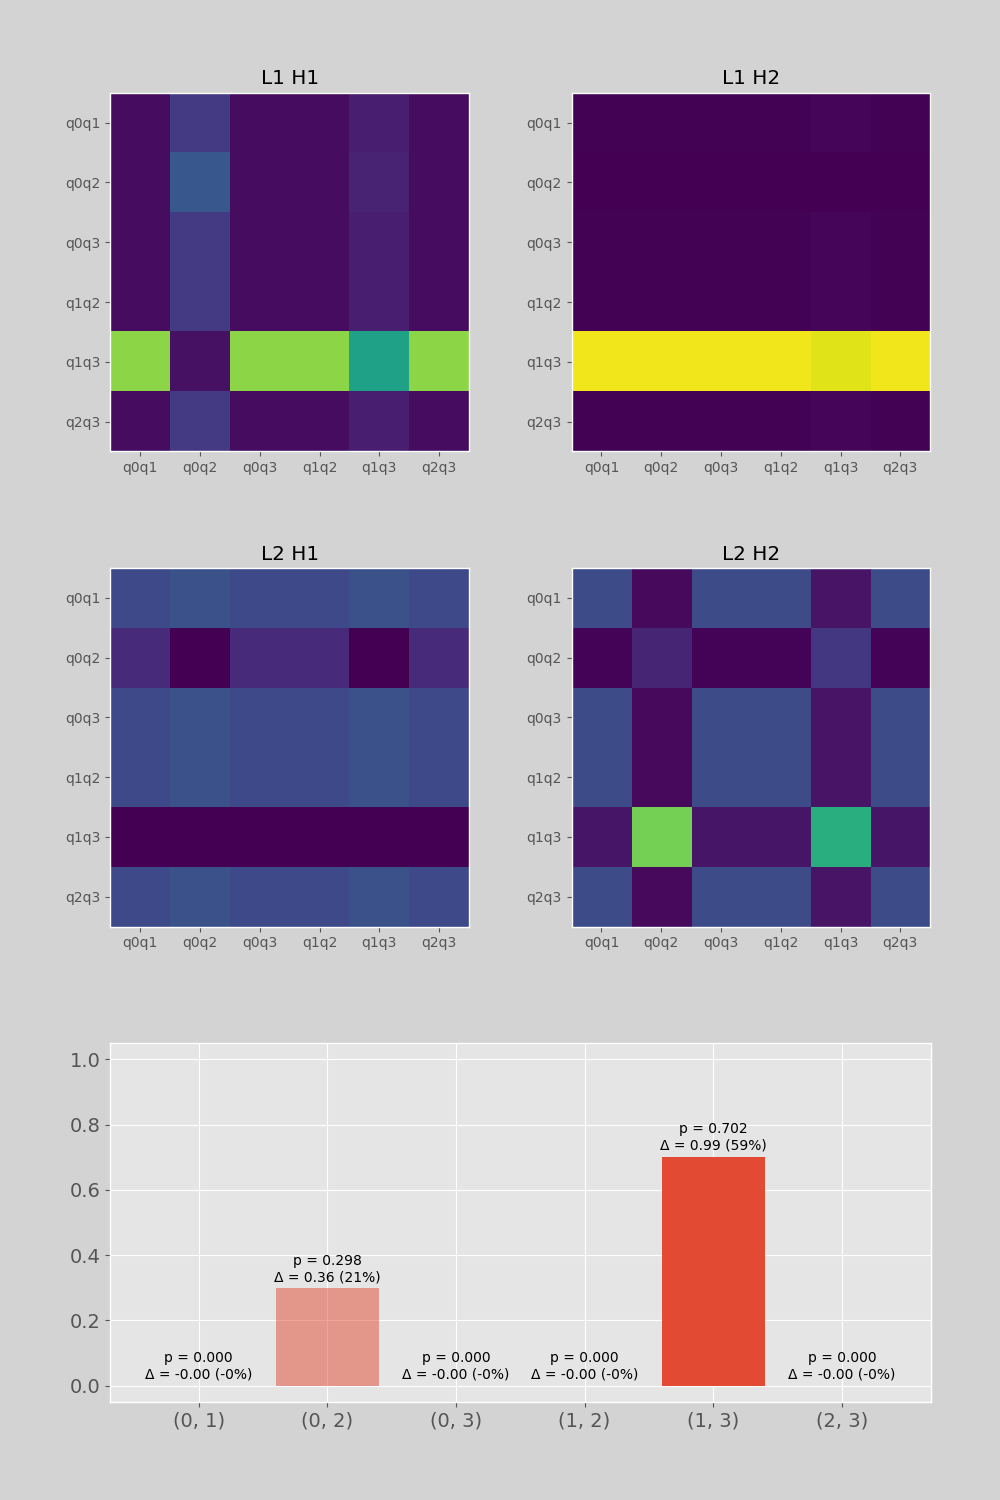 L1 H1
q0q1
q0q2
q0q3
q1q2
q1q3
q2q3
q0q1 q0q2 q0q3 q1q2 q1q3 q2q3
L1 H2
q0q1
q0q2
q0q3
q1q2
q1q3
q2q3
q0q1 q0q2 q0q3 q1q2 q1q3 q2q3
L2 H1
q0q1
q0q2
q0q3
q1q2
q1q3
q2q3
q0q1 q0q2 q0q3 q1q2 q1q3 q2q3
L2 H2
q0q1
q0q2
q0q3
q1q2
q1q3
q2q3
q0q1 q0q2 q0q3 q1q2 q1q3 q2q3
1.0
0.8
0.6
0.4
0.2
0.0
p = 0.000
Δ = -0.00 (-0%)
p = 0.298
Δ = 0.36 (21%)
p = 0.000
Δ = -0.00 (-0%)
p = 0.000
Δ = -0.00 (-0%)
p = 0.702
Δ = 0.99 (59%)
p = 0.000
Δ = -0.00 (-0%)
(0, 1) (0, 2) (0, 3) (1, 2) (1, 3) (2, 3)